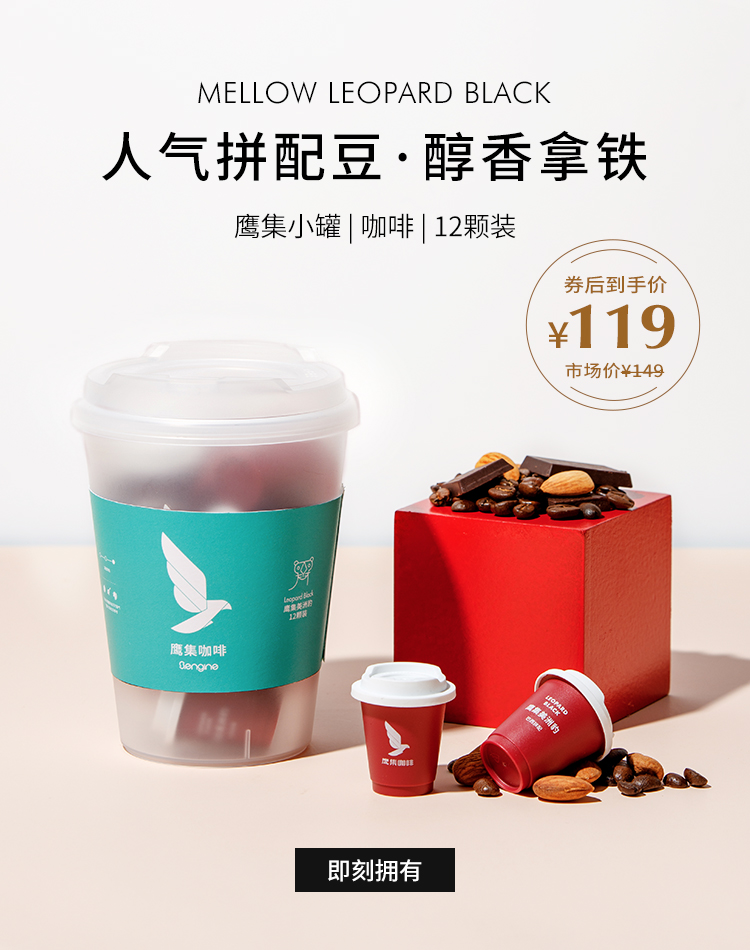 MELLOW LEOPARD BLACK
人气拼配豆·醇香拿铁
鹰集小罐 | 咖啡 | 12颗装
券后到手价
¥119
市场价¥149
Leopard Black
鹰集美洲豹
12颗装
鹰集咖啡
Bengine
鹰集咖啡
LEOPARD
BLACK
鹰集美洲豹
即刻拥有